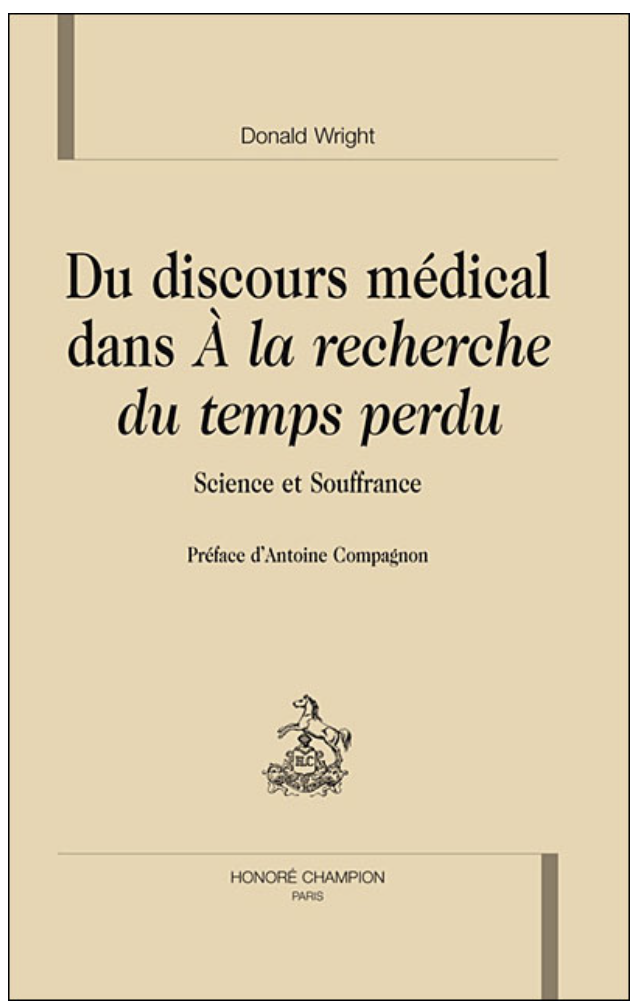 Donald Wright
Du discours médical
dans À la recherche
du temps perdu
Science et Souffrance
Préface d'Antoine Compagnon
H.C
HONORÉ CHAMPION
PARIS